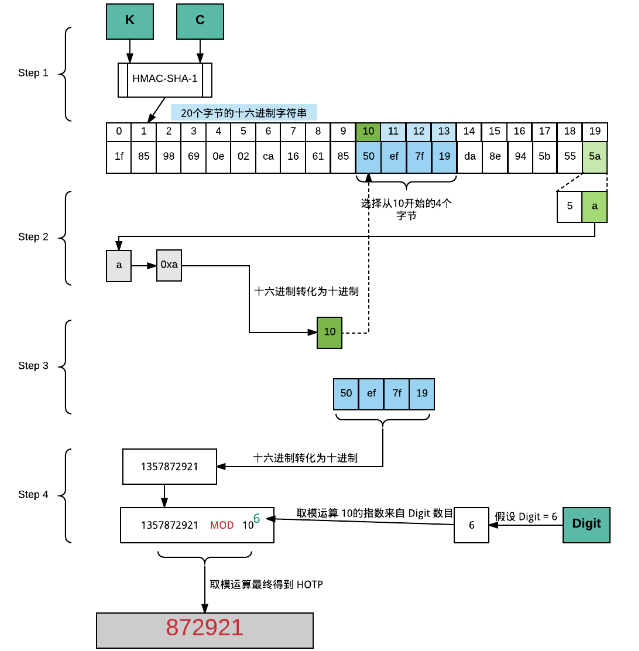 K
C
Step 1
HMAC-SHA-1
20个字节的十六进制字符串
0 1 2 3 4 5 6 7 8 9 10 11 12 13 14 15 16 17 18 19
1f 85 98 69 0e 02 ca 16 61 85 50 ef 7f 19 da 8e 94 5b 55 5a
选择从10开始的4个
字节
5 a
Step 2
a
0xa
十六进制转化为十进制
10
Step 3
50 ef 7f 19
十六进制转化为十进制
1357872921
Step 4
1357872921 MOD 10 6
取模运算 10的指数来自 Digit 数目
6
假设 Digit = 6
Digit
取模运算最终得到 HOTP
872921